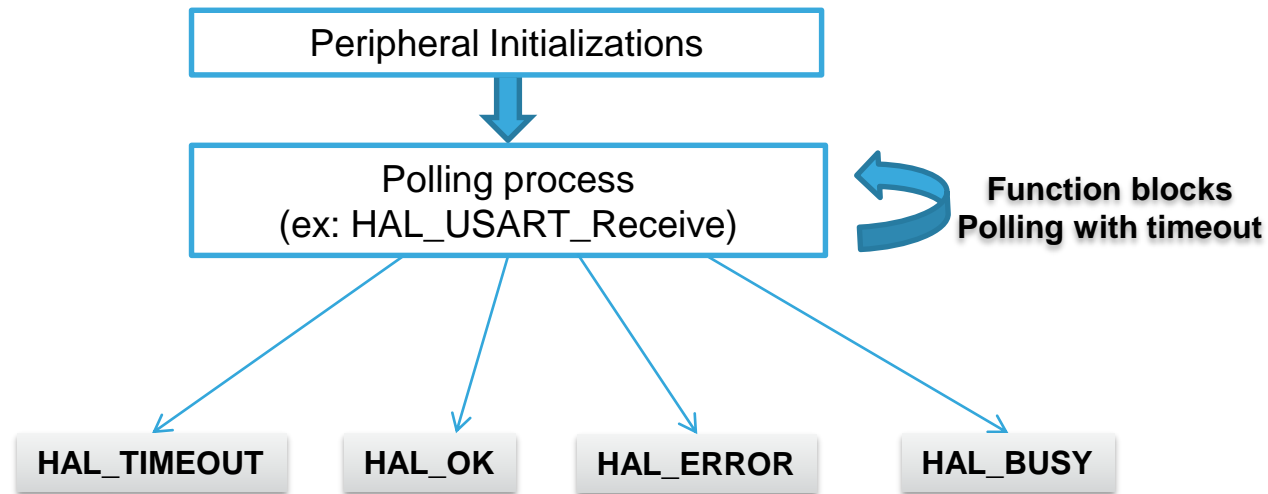 Peripheral Initializations
Polling process
(ex: HAL_USART_Receive)
Function blocks
Polling with timeout
HAL_TIMEOUT
HAL_OK
HAL_ERROR
HAL_BUSY